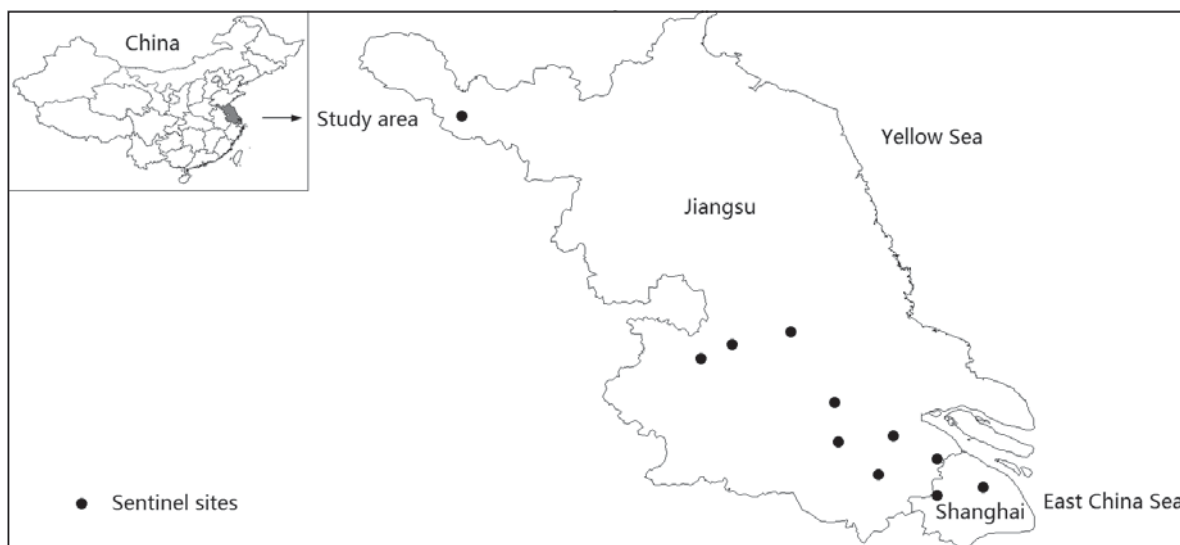 China
Study area
Yellow Sea
Jiangsu
Sentinel sites
Shanghai
East China Sea